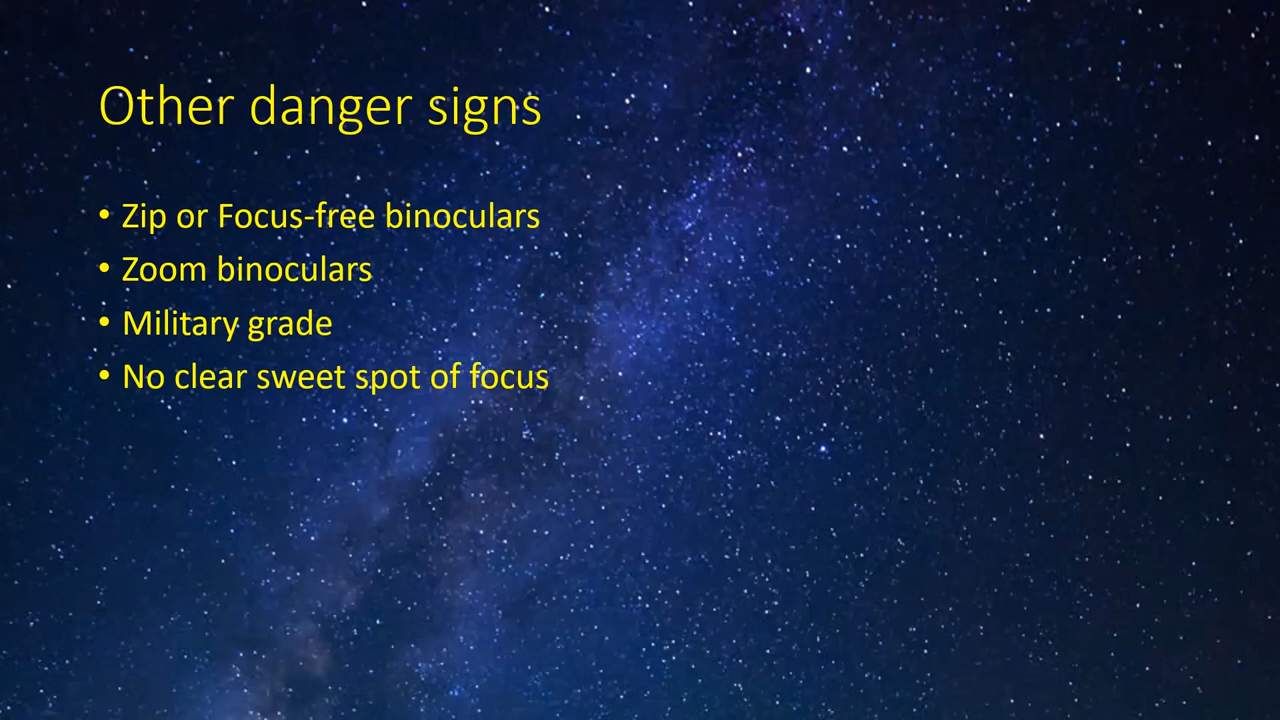 Other danger signs
• Zip or Focus-free binoculars
• Zoom binoculars
• Military grade
• No clear sweet spot of focus